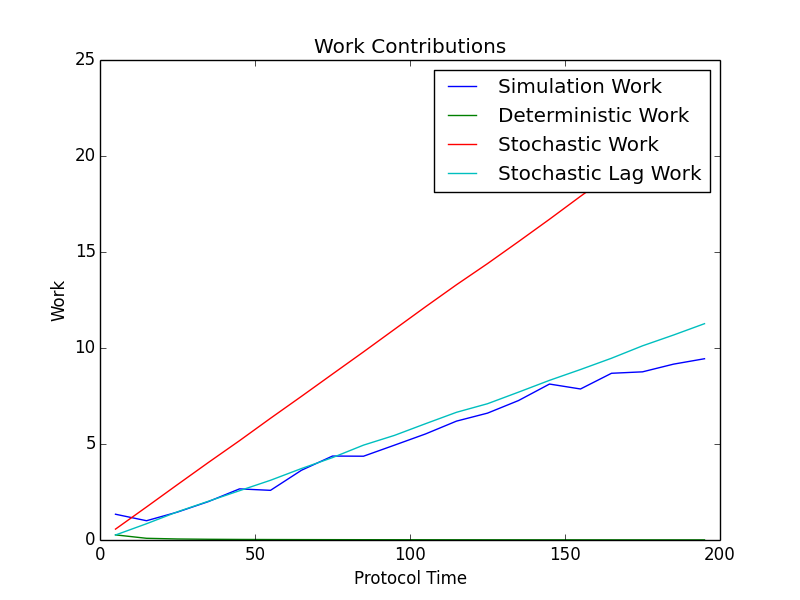 Work Contributions
25
20
15
10
5
0
Work
Simulation Work
Deterministic Work
Stochastic Work
Stochastic Lag Work
0 50 100 150 200
Protocol Time